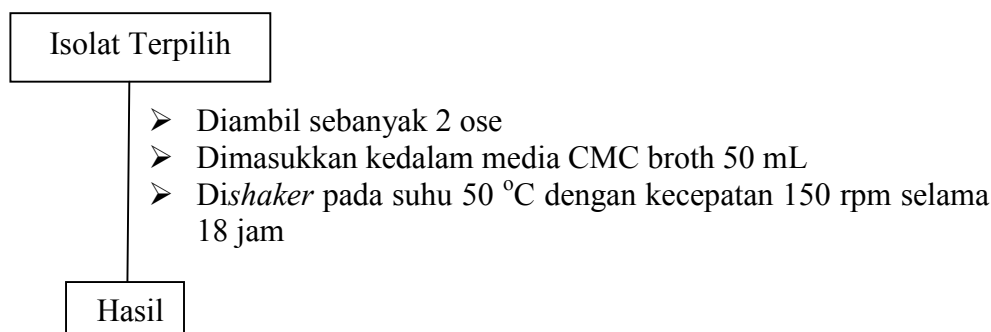 Isolat Terpilih
➢ Diambil sebanyak 2 ose
➢ Dimasukkan kedalam media CMC broth 50 mL
➢ Dishaker pada suhu 50 °C dengan kecepatan 150 rpm selama
18 jam
Hasil